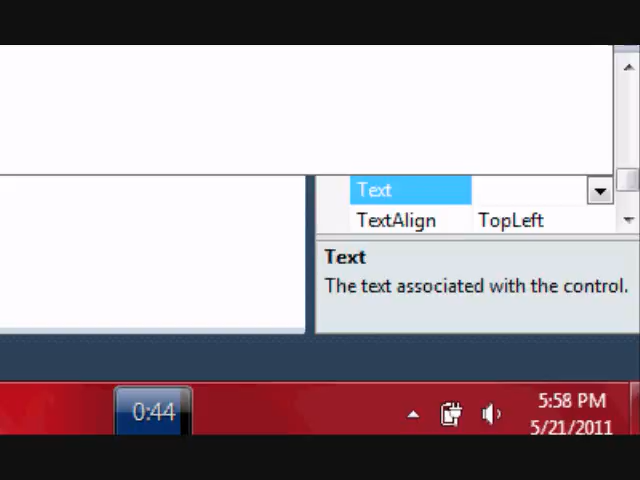 Text
TextAlign TopLeft
Text
The text associated with the control.
0:44
5:58 PM
5/21/2011